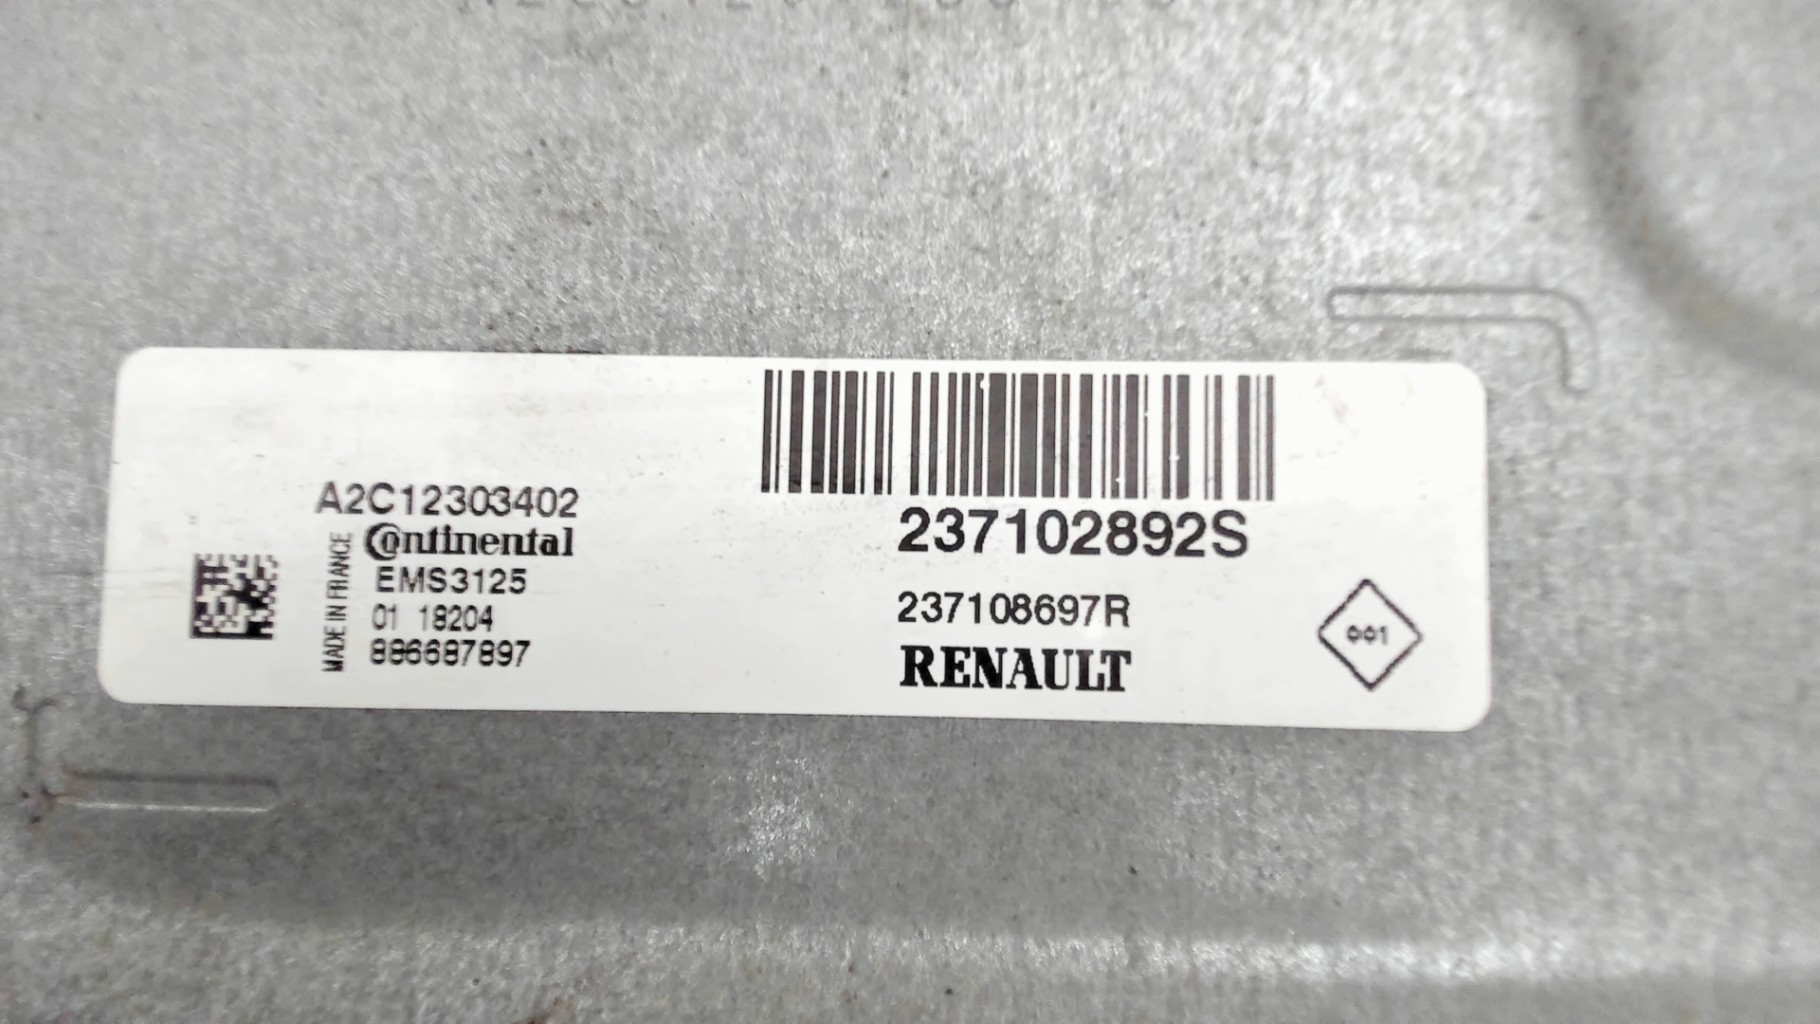 A2C12303402
Continental
MADE IN FRANCE
EMS3125
01 18204
886687897
237102892S
237108697R
RENAULT
001